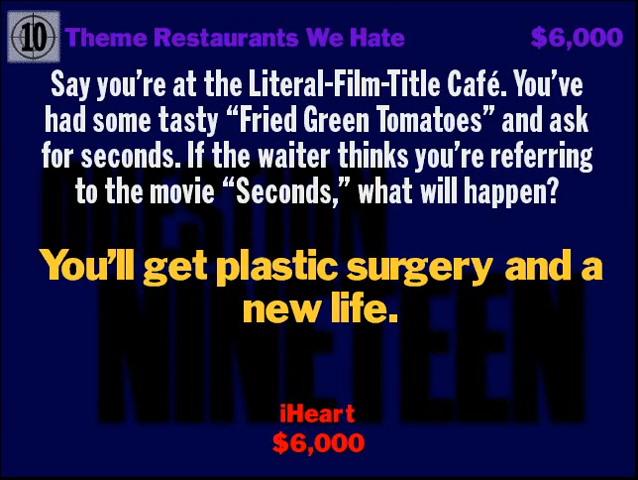 10 Theme Restaurants We Hate $6,000
Say you're at the Literal-Film-Title Café. You've
had some tasty “Fried Green Tomatoes” and ask
for seconds. If the waiter thinks you're referring
to the movie “Seconds,” what will happen?
QUESTION
You'll get plastic surgery and a
new life.
NINETEEN
iHeart
$6,000